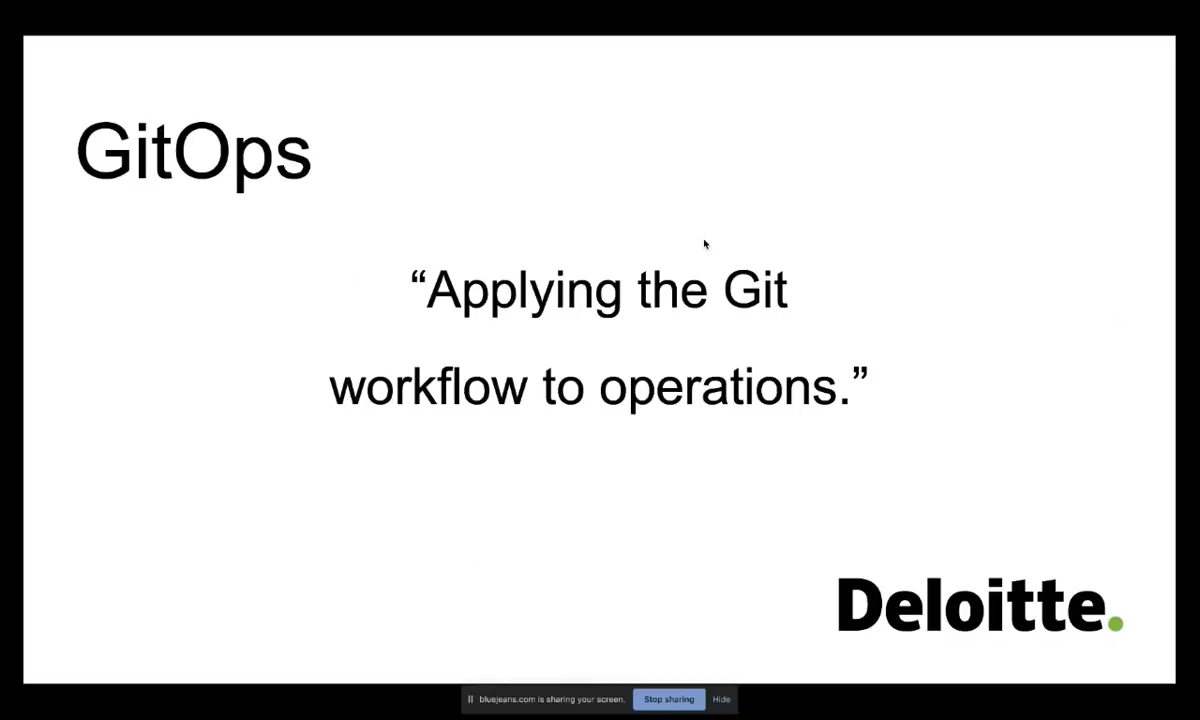 GitOps
“Applying the Git
workflow to operations.”
Deloitte.
bluejeans.com is sharing your screen. Stop sharing Hide